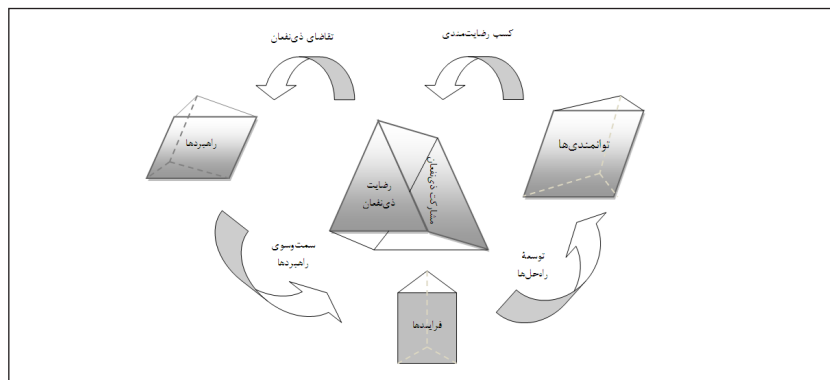 کسب رضایت‌مندی
تقاضای ذی‌نفعان
توانمندی‌ها
راهبردها
رضایت
ذی‌نفعان
مشارکت ذی‌نفعان
توسعهٔ
راه‌حل‌ها
سمت‌وسوی
راهبردها
فرایندها